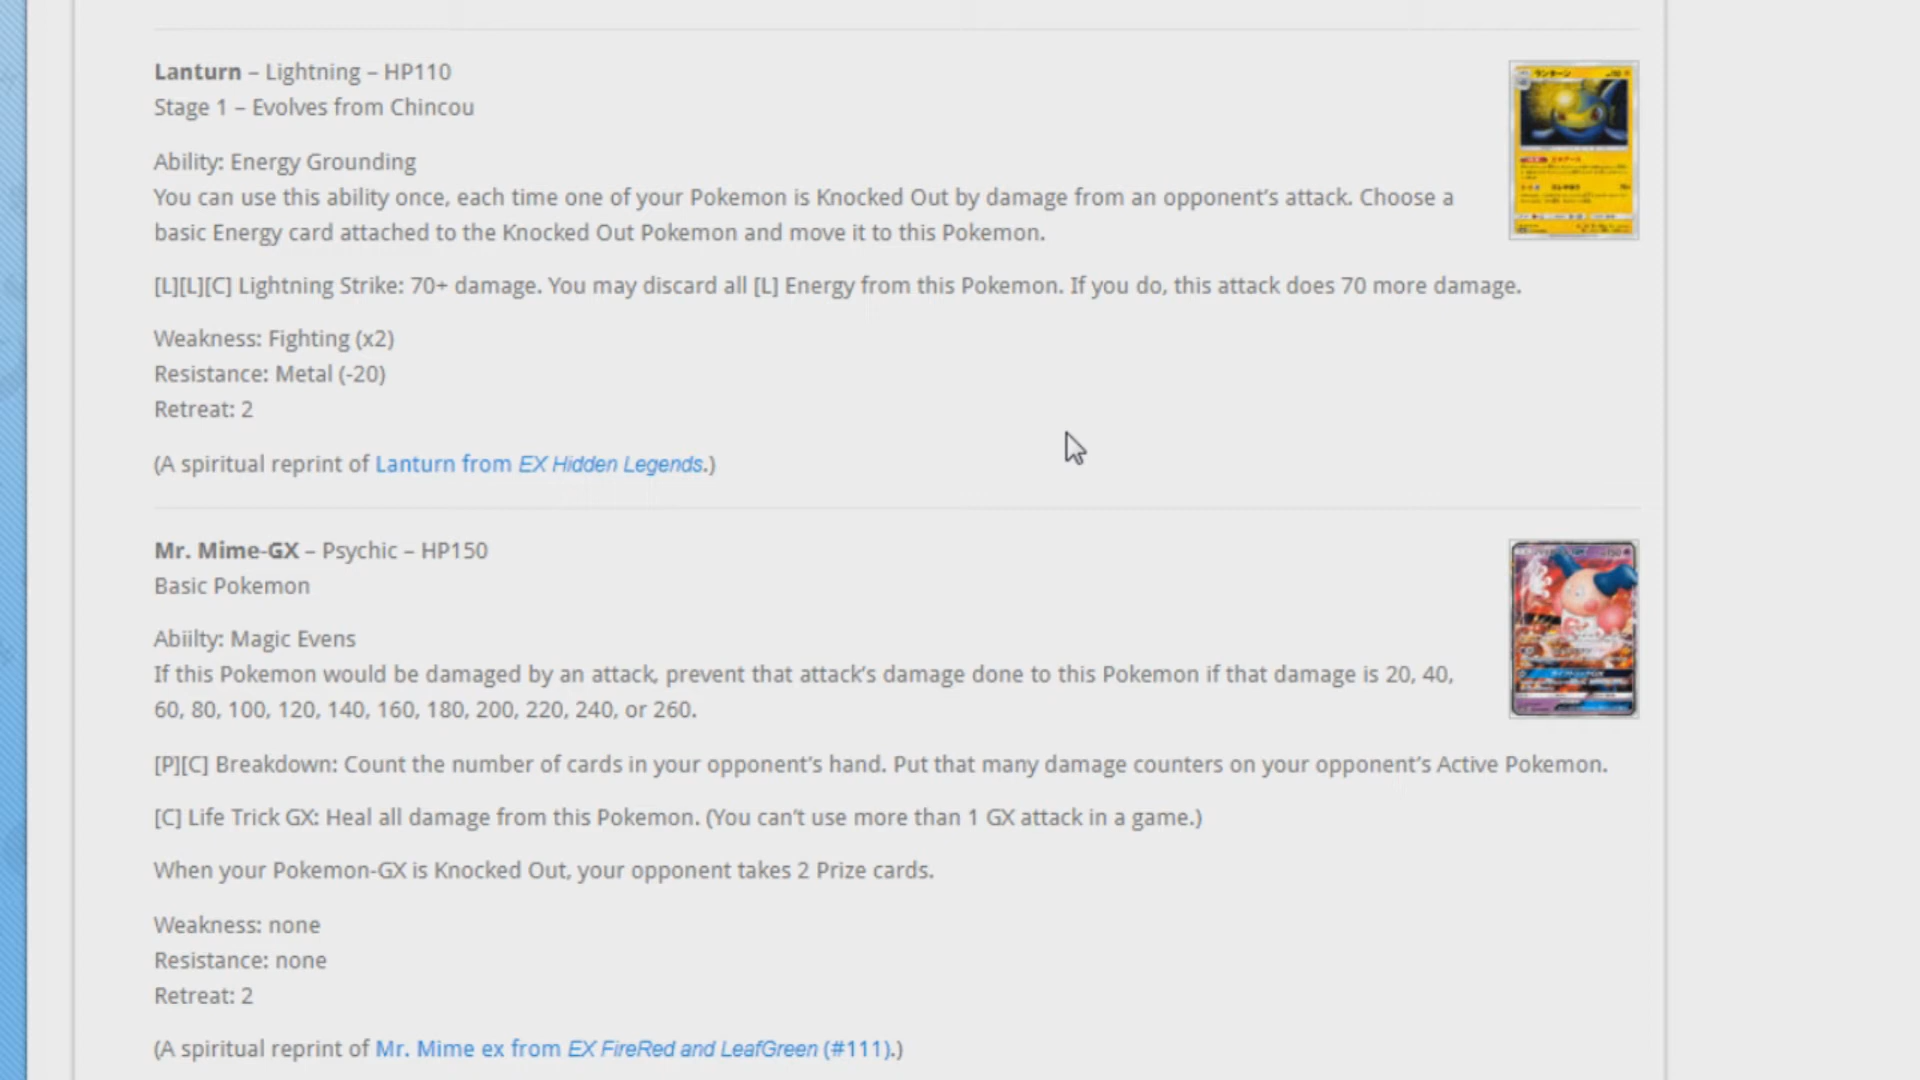 Lanturn – Lightning – HP110
Stage 1 – Evolves from Chincou
Ability: Energy Grounding
You can use this ability once, each time one of your Pokemon is Knocked Out by damage from an opponent’s attack. Choose a
basic Energy card attached to the Knocked Out Pokemon and move it to this Pokemon.
[L][L][C] Lightning Strike: 70+ damage. You may discard all [L] Energy from this Pokemon. If you do, this attack does 70 more damage.
Weakness: Fighting (x2)
Resistance: Metal (-20)
Retreat: 2
(A spiritual reprint of Lanturn from EX Hidden Legends.)
Mr. Mime-GX – Psychic – HP150
Basic Pokemon
Abiilty: Magic Evens
If this Pokemon would be damaged by an attack, prevent that attack’s damage done to this Pokemon if that damage is 20, 40,
60, 80, 100, 120, 140, 160, 180, 200, 220, 240, or 260.
[P][C] Breakdown: Count the number of cards in your opponent’s hand. Put that many damage counters on your opponent’s Active Pokemon.
[C] Life Trick GX: Heal all damage from this Pokemon. (You can’t use more than 1 GX attack in a game.)
When your Pokemon-GX is Knocked Out, your opponent takes 2 Prize cards.
Weakness: none
Resistance: none
Retreat: 2
(A spiritual reprint of Mr. Mime ex from EX FireRed and LeafGreen (#111).)